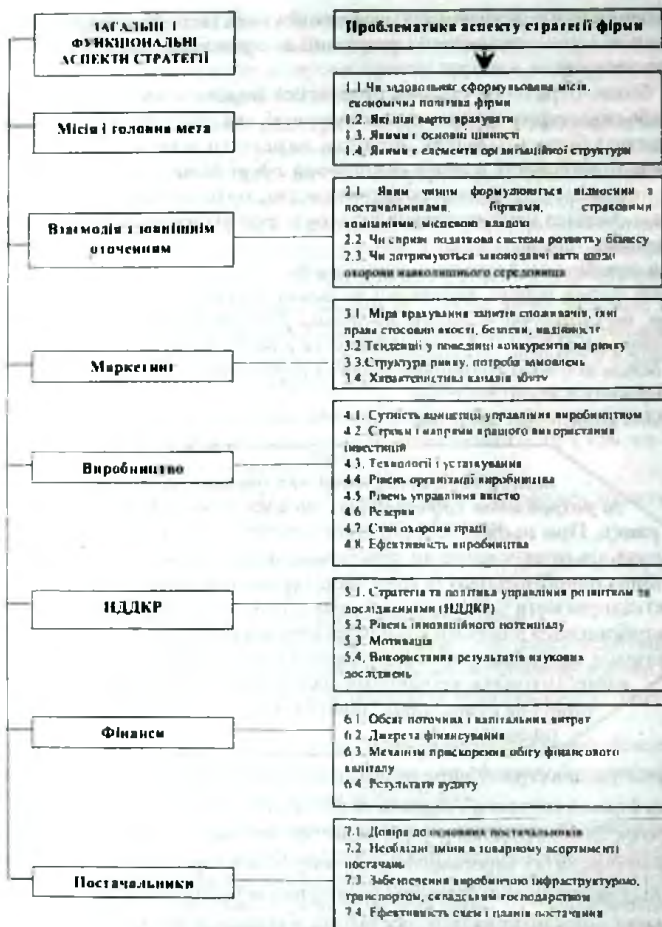 ЗАГАЛЬНІ І
ФУНКЦІОНАЛЬНІ
АСПЕКТИ СТРАТЕГІЇ
Проблематика аспекту стратегії фірми
Місія і головна мета
1.1. Чи задовольняє сформульована місія,
економічна політика фірми
1.2. Які цілі варто врахувати
1.3. Якими є основні цінності
1.4. Якими є елементи організаційної структури
Взаємодія з зовнішнім
оточенням
2.1. Яким чином формулюються відносини з
постачальниками, біржами, страховими
компаніями, місцевою владою
2.2. Чи сприяє податкова система розвитку бізнесу
2.3. Чи дотримуються законодавчі акти щодо
охорони навколишнього середовища
Маркетинг
3.1. Міра врахування запитів споживачів, їхні
права стосовно якості, безпеки, надійності
3.2 Тенденції у поведінці конкурентів на ринку
3.3.Структура ринку, потреба замовлень
3.4. Характеристика каналів збуту
Виробництво
4.1. Сутність концепції управління виробництвом
4.2. Строки і напрями кращого використання
інвестицій
4.3. Технології і устаткування
4.4. Рівень організації виробництва
4.5. Рівень управління якістю
4.6. Резерви
4.7. Стан охорони праці
4.8. Ефективність виробництва
НДДКР
5.1. Стратегія та політика управління розвитком та
дослідженнями (НДДКР)
5.2. Рівень інноваційного потенціалу
5.3. Мотивація
5.4. Використання результатів наукових
досліджень
Фінанси
6.1. Обсяг поточних і капітальних витрат
6.2. Джерела фінансування
6.3. Механізм прискорення обігу фінансового
капіталу
6.4. Результати аудиту
Постачальники
7.1. Довіра до основних постачальників
7.2. Необхідні зміни в товарному асортименті
постачань
7.3. Забезпечення виробничою інфраструктурою,
транспортом, складським господарством
7.4. Ефективність схем і планів постачання